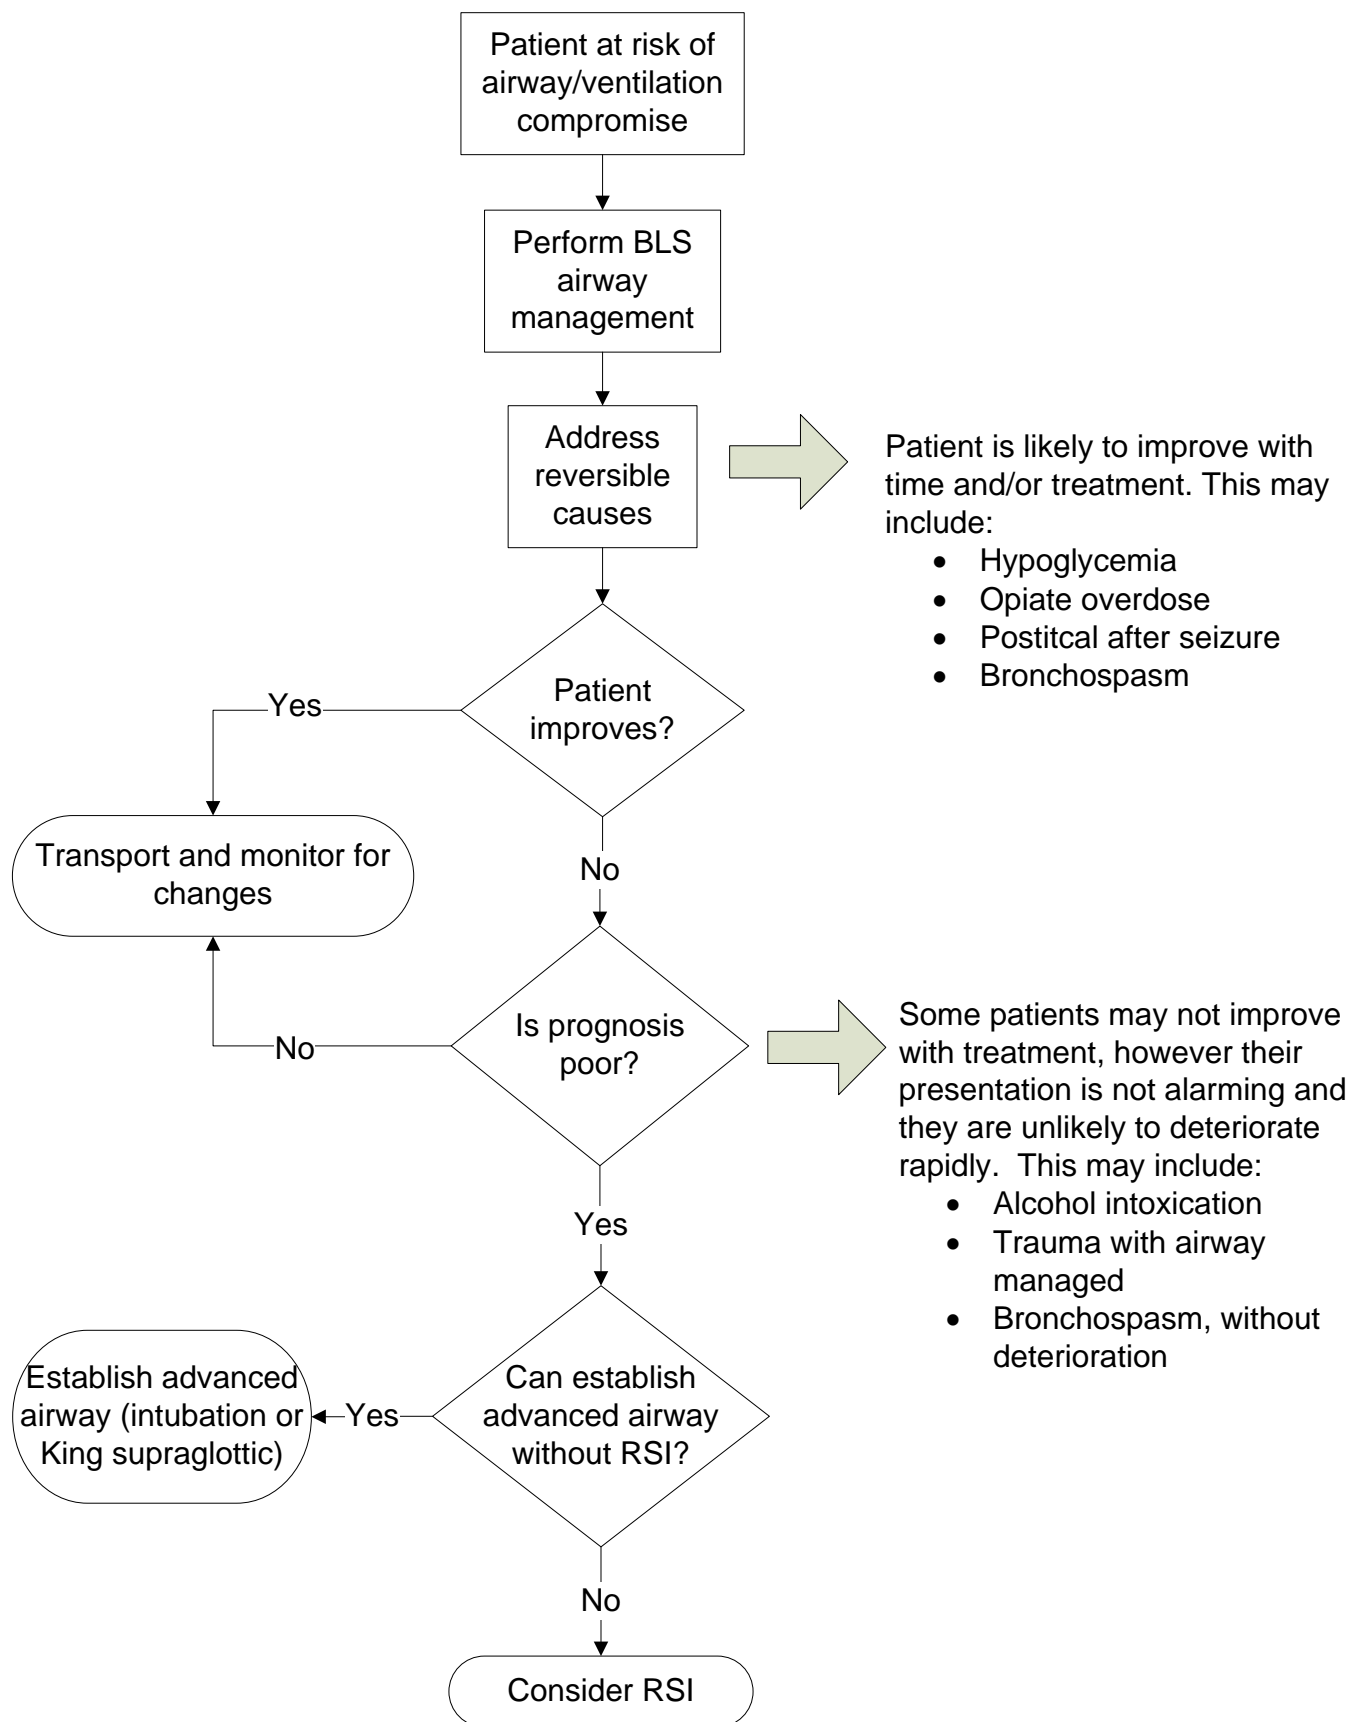 Patient at risk of
airway/ventilation
compromise
Perform BLS
airway
management
Address
reversible
causes
Patient is likely to improve with
time and/or treatment. This may
include:
• Hypoglycemia
• Opiate overdose
• Postitcal after seizure
• Bronchospasm
Patient
improves?
Yes
Transport and monitor for
changes
No
Is prognosis
poor?
No
Some patients may not improve
with treatment, however their
presentation is not alarming and
they are unlikely to deteriorate
rapidly.  This may include:
• Alcohol intoxication
• Trauma with airway
managed
• Bronchospasm, without
deterioration
Yes
Can establish
advanced airway
without RSI?
Yes
Establish advanced
airway (intubation or
King supraglottic)
No
Consider RSI